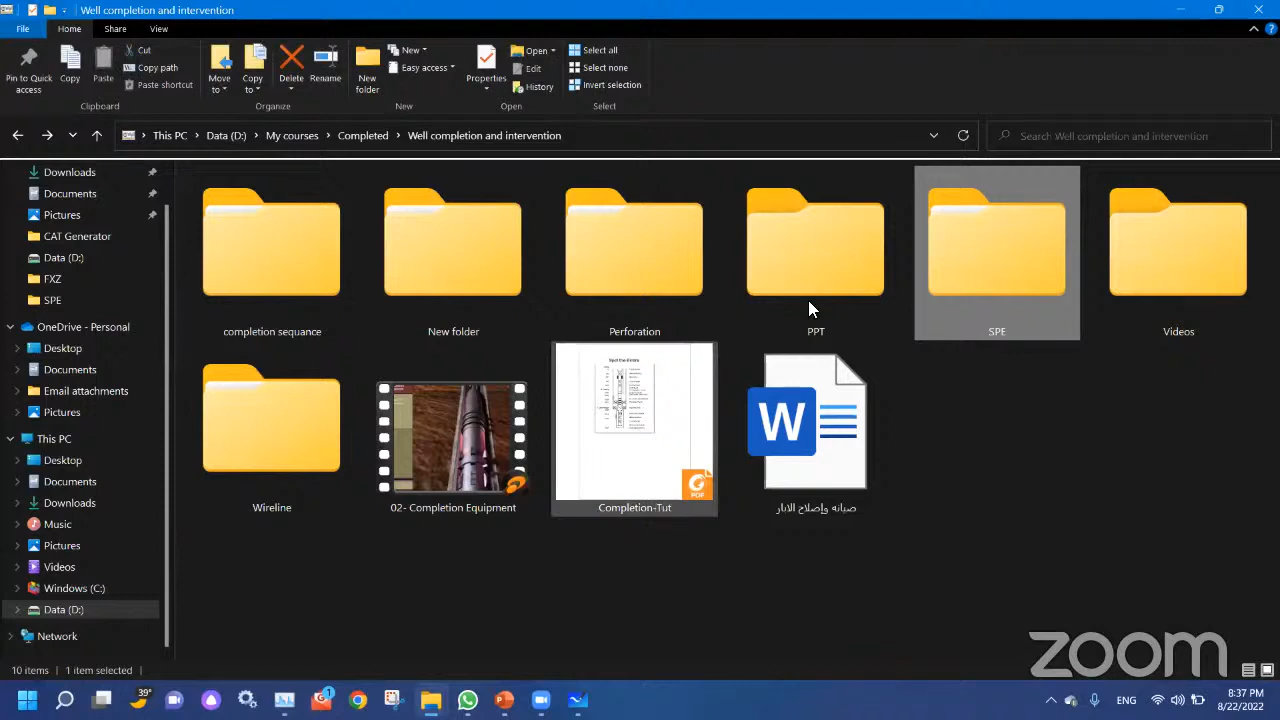 Well completion and intervention
File
Home
Share
View
Pin to Quick access
Copy
Paste
Cut
Copy path
Paste shortcut
Clipboard
Move to
Copy to
Delete
Rename
Organize
New folder
New
Easy access
New
Properties
Open
Edit
History
Open
Select all
Select none
Invert selection
Select
This PC
Data (D:)
My courses
Completed
Well completion and intervention
Search Well completion and intervention
Downloads
Documents
Pictures
CAT Generator
Data (D:)
FXZ
SPE
OneDrive - Personal
Desktop
Documents
Email attachments
Pictures
This PC
Desktop
Documents
Downloads
Music
Pictures
Videos
Windows (C:)
Data (D:)
Network
completion sequance
New folder
Perforation
PPT
SPE
Videos
Wireline
02- Completion Equipment
PDF
Completion-Tut
W
صيانه وإصلاح الابار
zoom
10 items
1 item selected
39°
1
ENG
8:37 PM
8/22/2022